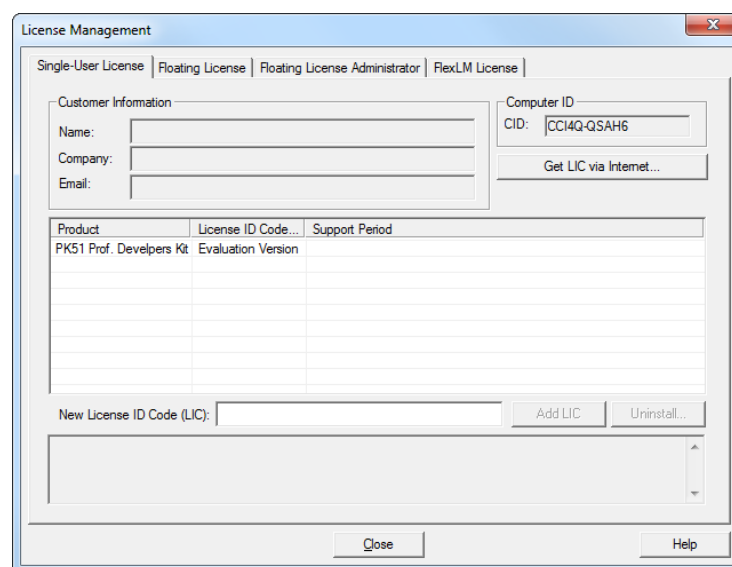 License Management
Single-User License Floating License Floating License Administrator FlexLM License
Customer Information
Name:
Company:
Email:
Computer ID
CID: CCI4Q-QSAH6
Get LIC via Internet...
Product License ID Code... Support Period
PK51 Prof. Develpers Kit Evaluation Version
New License ID Code (LIC): Add LIC Uninstall...
Close Help